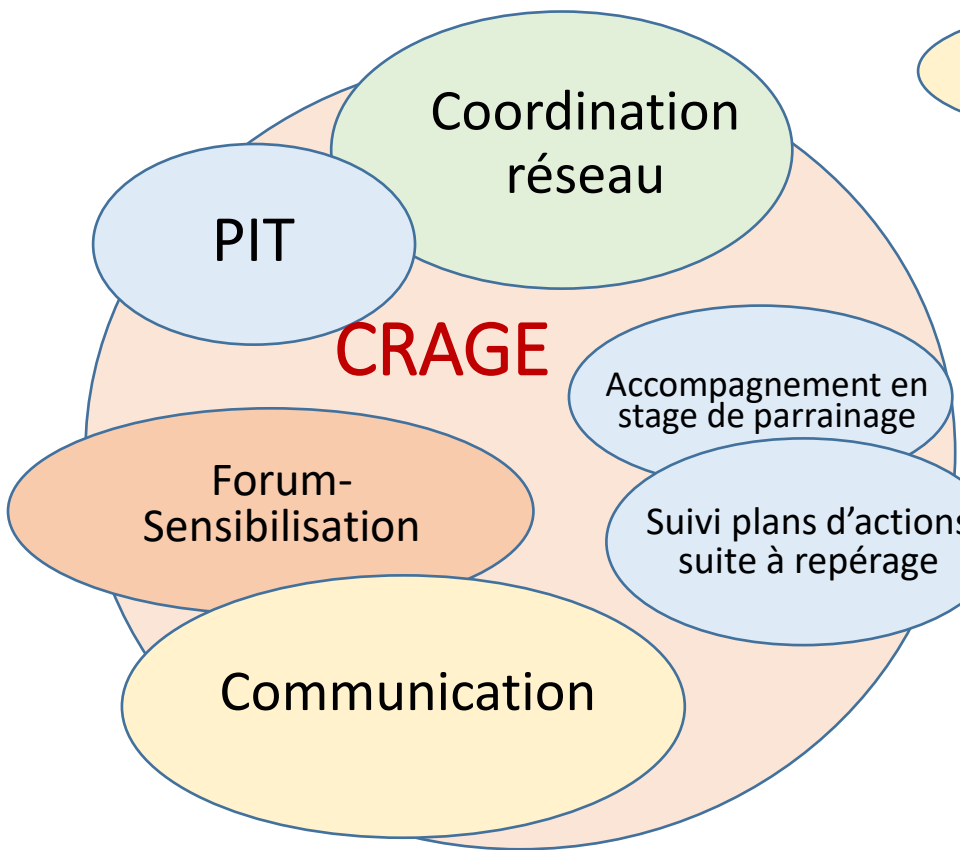 Coordination
réseau
PIT
CRAGE
Accompagnement en
stage de parrainage
Forum-
Sensibilisation
Suivi plans d’actions
suite à repérage
Communication